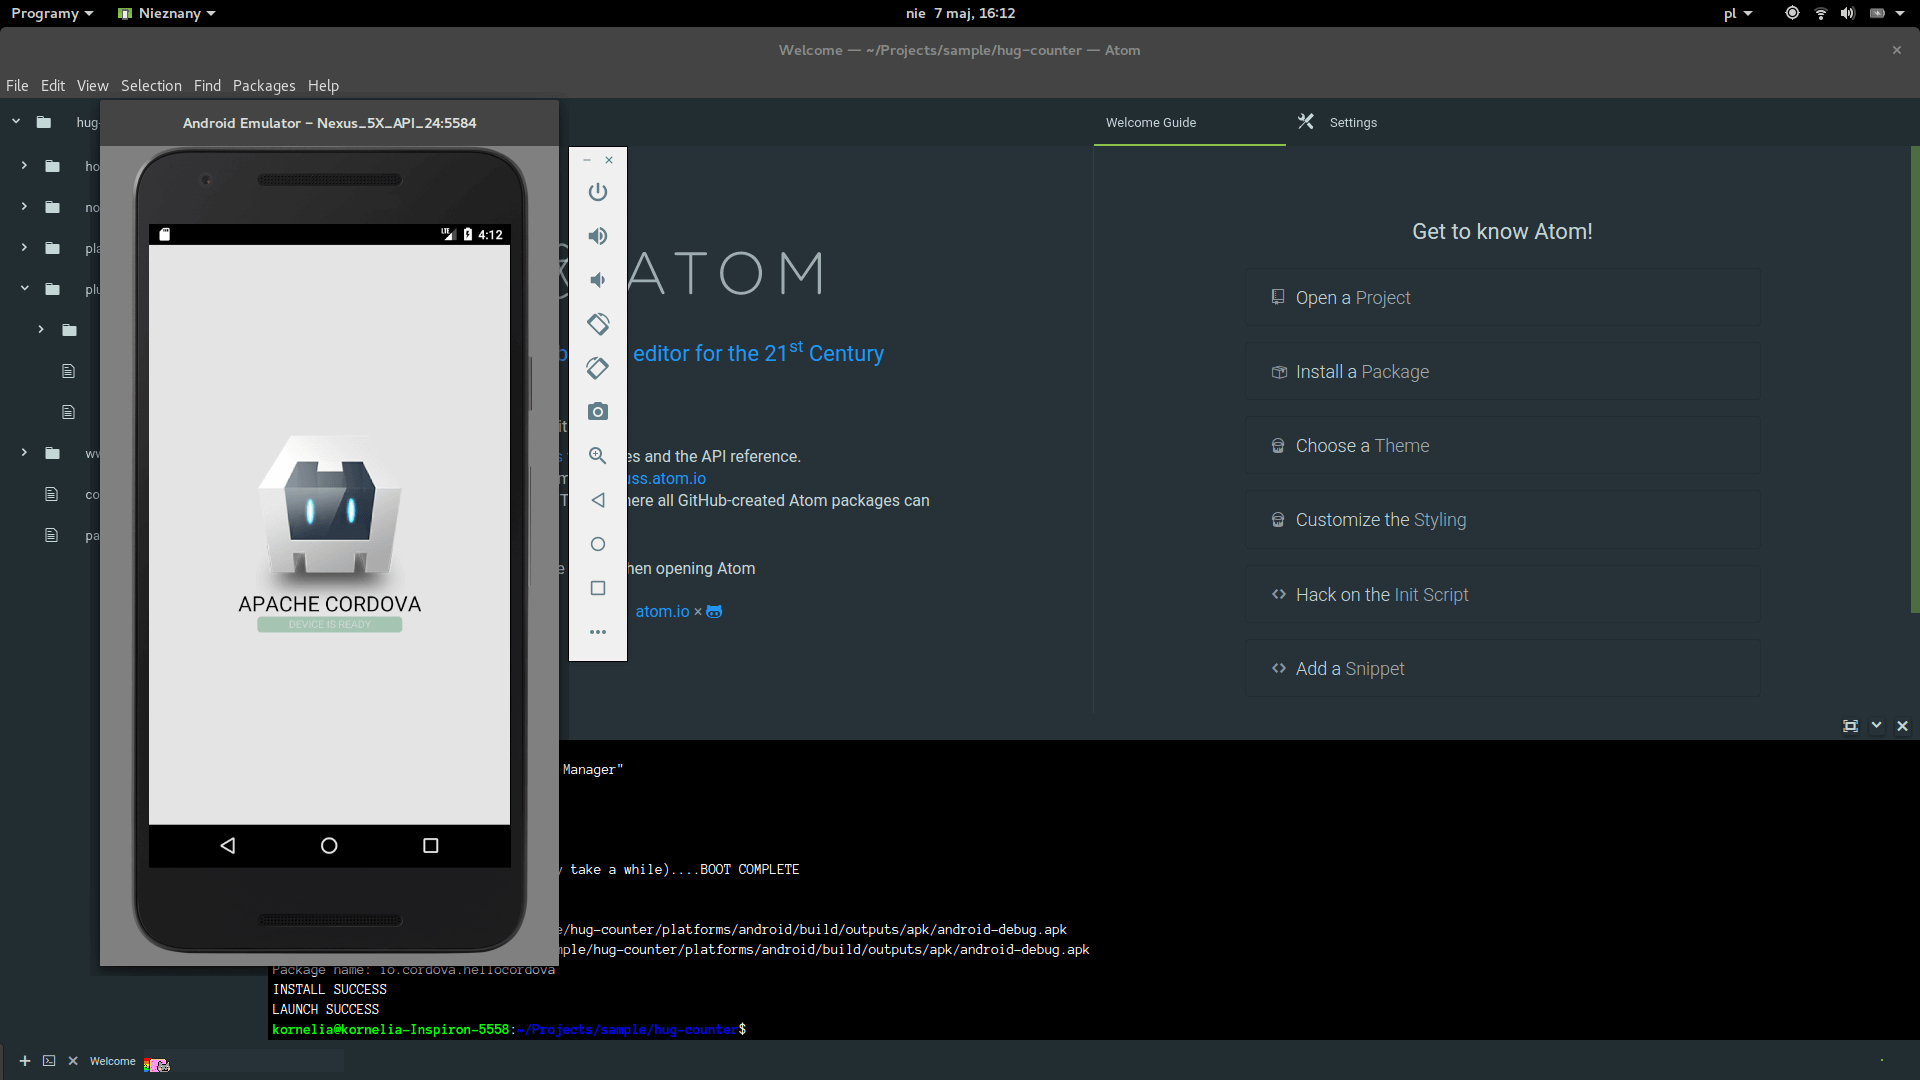 Programy
Nieznany
nie 7 maj, 16:12
pl
Welcome — ~/Projects/sample/hug-counter — Atom
File Edit View Selection Find Packages Help
hug-
ho
no
pla
plu
ww
co
pa
Android Emulator – Nexus_5X_API_24:5584
LTE
4:12
APACHE CORDOVA
DEVICE IS READY
ATOM
editor for the 21st Century
it
es and the API reference.
uss.atom.io
here all GitHub-created Atom packages can
hen opening Atom
atom.io ×
Welcome Guide
Settings
Get to know Atom!
Open a Project
Install a Package
Choose a Theme
Customize the Styling
Hack on the Init Script
Add a Snippet
Manager"
take a while)....BOOT COMPLETE
e/hug-counter/platforms/android/build/outputs/apk/android-debug.apk
mple/hug-counter/platforms/android/build/outputs/apk/android-debug.apk
Package name: io.cordova.hellocordova
INSTALL SUCCESS
LAUNCH SUCCESS
kornelia@kornelia-Inspiron-5558:~/Projects/sample/hug-counter$
Welcome